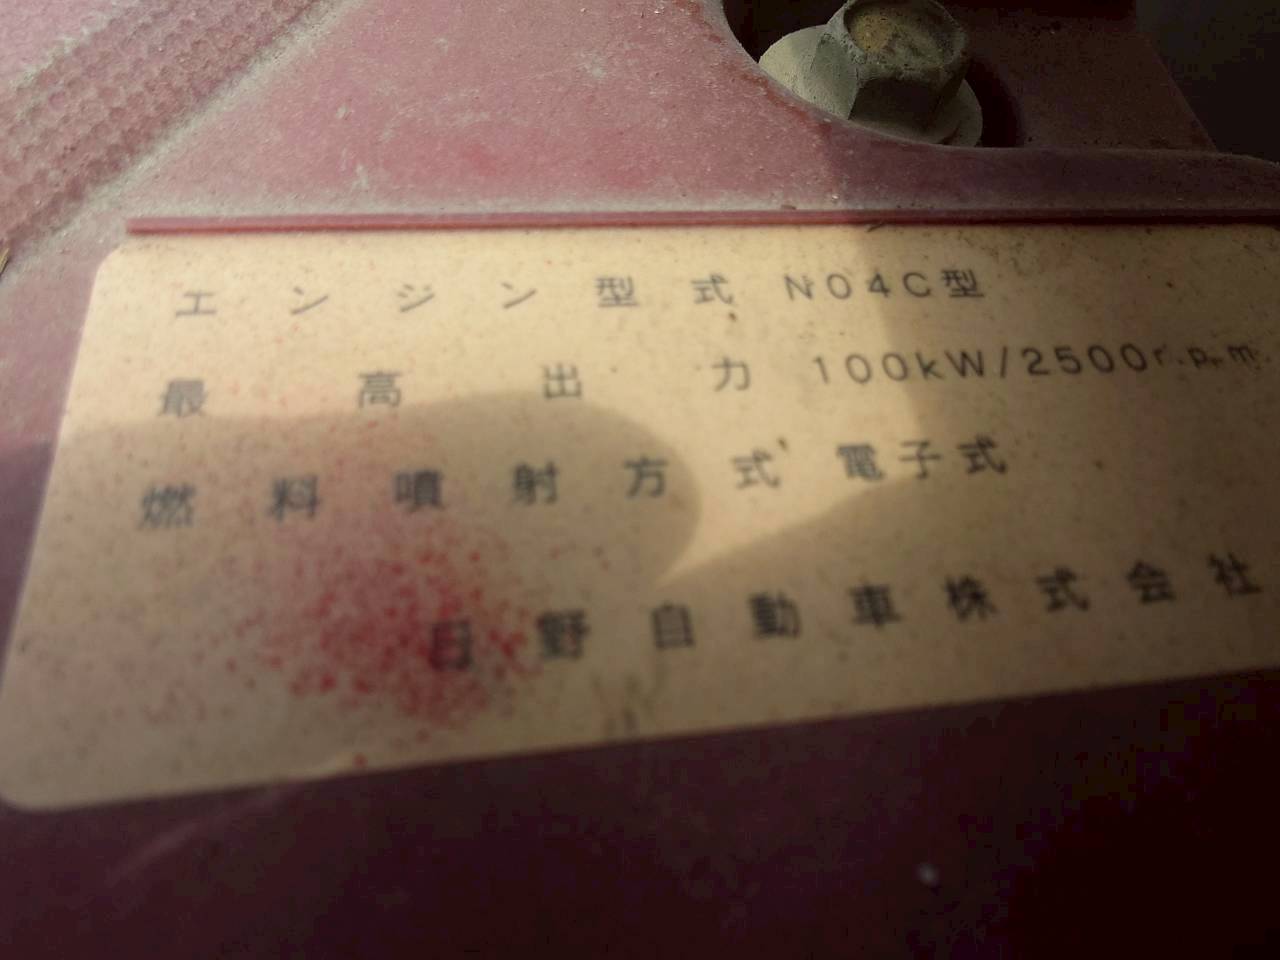 エンジン型式 N04C型
最高出力 100kW/2500r.p.m.
燃料噴射方式 電子式
日野自動車株式会社